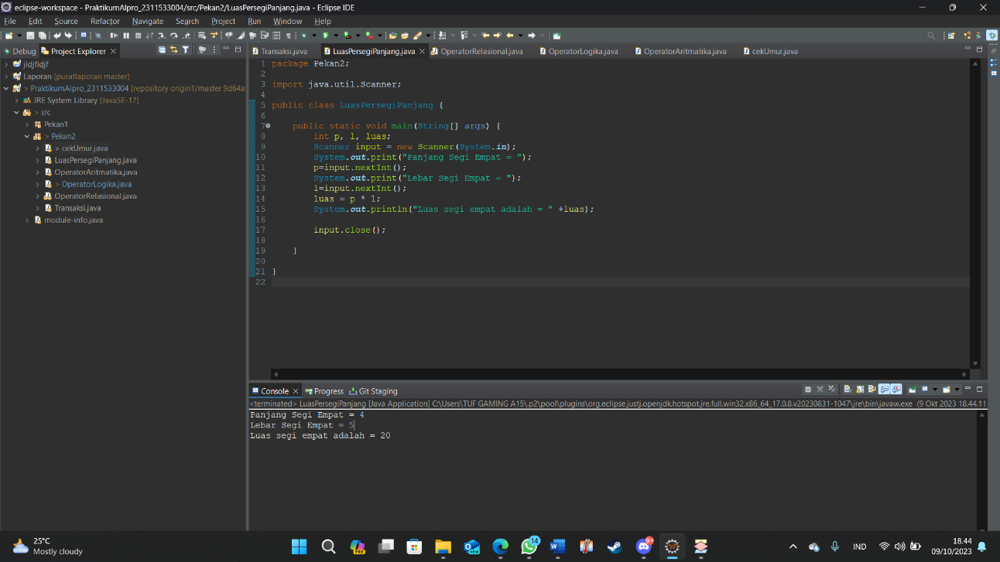 eclipse-workspace - PraktikumAlpro_2311533004/src/Pekan2/LuasPersegiPanjang.java - Eclipse IDE
File Edit Source Refactor Navigate Search Project Run Window Help
Debug Project Explorer
jldjfldjf
Laporan [pusatlaporan master]
> PraktikumAlpro_2311533004 [repository origin1/master 9d64a
JRE System Library [JavaSE-17]
> src
Pekan1
> Pekan2
> cekUmur.java
LuasPersegiPanjang.java
OperatorAritmatika.java
> OperatorLogika.java
OperatorRelasional.java
Transaksi.java
module-info.java
Transaksi.java LuasPersegiPanjang.java OperatorRelasional.java OperatorLogika.java OperatorAritmatika.java cekUmur.java
1 package Pekan2;
2
3 import java.util.Scanner;
4
5 public class LuasPersegiPanjang {
6
7 public static void main(String[] args) {
8 int p, l, luas;
9 Scanner input = new Scanner(System.in);
10 System.out.print("Panjang Segi Empat = ");
11 p=input.nextInt();
12 System.out.print("Lebar Segi Empat = ");
13 l=input.nextInt();
14 luas = p * l;
15 System.out.println("Luas segi empat adalah = " +luas);
16
17 input.close();
18
19 }
20
21 }
22
Console Progress Git Staging
<terminated> LuasPersegiPanjang [Java Application] C:\Users\TUF GAMING A15\.p2\pool\plugins\org.eclipse.justj.openjdk.hotspot.jre.full.win32.x86_64_17.0.8.v20230831-1047\jre\bin\javaw.exe (9 Okt 2023 18.44.11
Panjang Segi Empat = 4
Lebar Segi Empat = 5
Luas segi empat adalah = 20
25°C
Mostly cloudy
PRE
NEW
14
9+
IND
18.44
09/10/2023